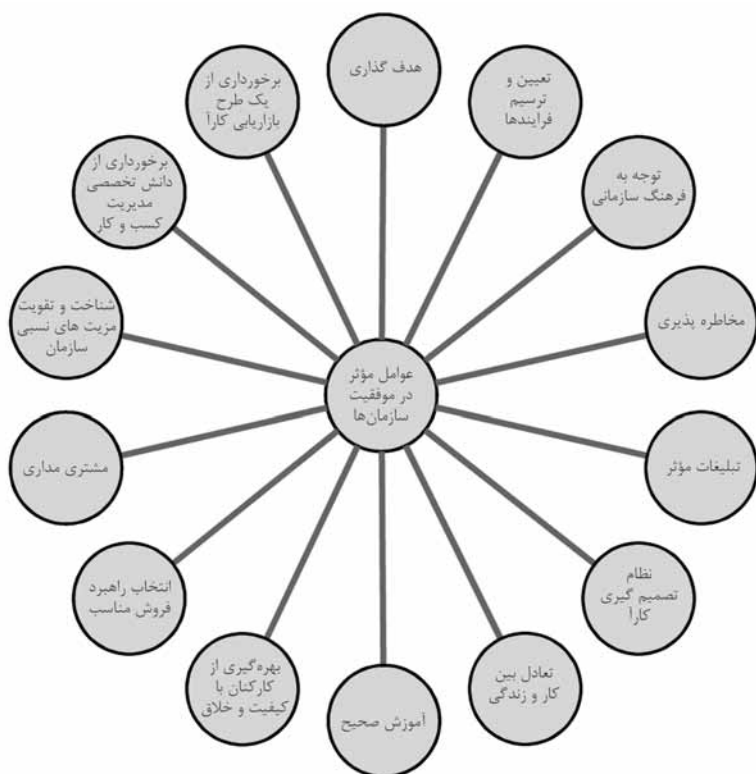 هدف گذاری
تعیین و
ترسیم
فرایندها
توجه به
فرهنگ سازمانی
مخاطره پذیری
تبلیغات مؤثر
نظام
تصمیم گیری
کارآ
تعادل بین
کار و زندگی
آموزش صحیح
بهره‌گیری از
کارکنان با
کیفیت و خلاق
انتخاب راهبرد
فروش مناسب
مشتری مداری
شناخت و تقویت
مزیت های نسبی
سازمان
برخورداری از
دانش تخصصی
مدیریت
کسب و کار
برخورداری از
یک طرح
بازاریابی کارآ
عوامل مؤثر
در موفقیت
سازمان‌ها